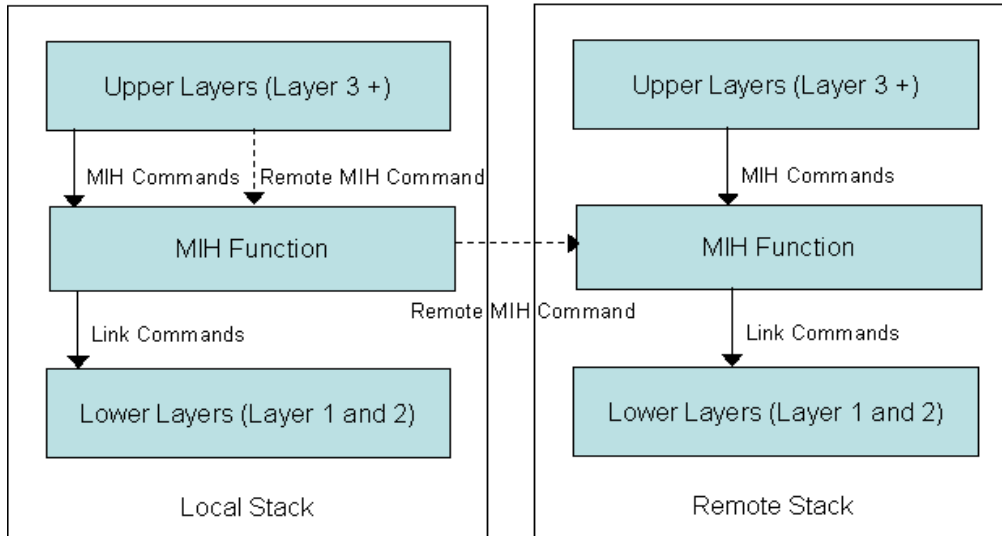 Upper Layers (Layer 3 +)
MIH Commands
Remote MIH Command
MIH Function
Link Commands
Lower Layers (Layer 1 and 2)
Local Stack
Remote MIH Command
Upper Layers (Layer 3 +)
MIH Commands
MIH Function
Link Commands
Lower Layers (Layer 1 and 2)
Remote Stack